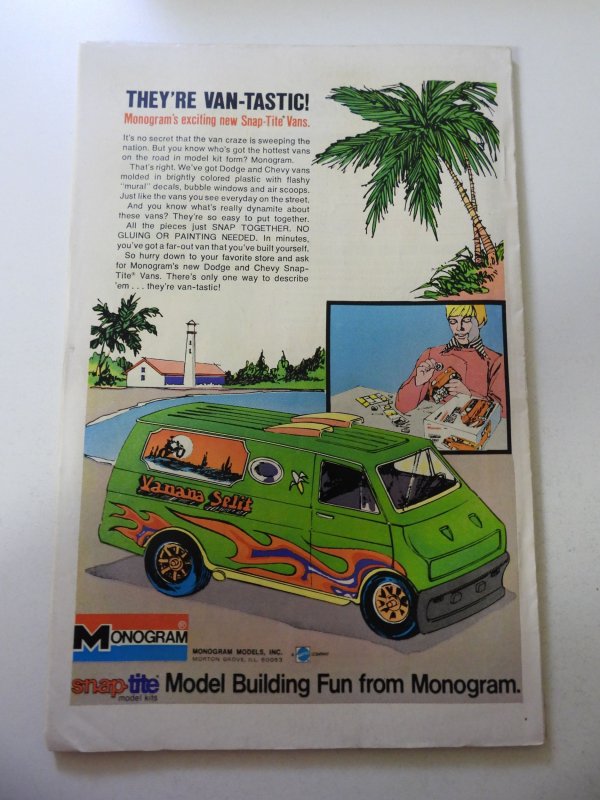 THEY'RE VAN-TASTIC!
Monogram's exciting new Snap-Tite® Vans.
It's no secret that the van craze is sweeping the
nation. But you know who's got the hottest vans
on the road in model kit form? Monogram.
That's right. We've got Dodge and Chevy vans
molded in brightly colored plastic with flashy
"mural" decals, bubble windows and air scoops.
Just like the vans you see everyday on the street.
And you know what's really dynamite about
these vans? They're so easy to put together.
All the pieces just SNAP TOGETHER. NO
GLUING OR PAINTING NEEDED. In minutes,
you've got a far-out van that you've built yourself.
So hurry down to your favorite store and ask
for Monogram's new Dodge and Chevy Snap-
Tite® Vans. There's only one way to describe
'em . . . they're van-tastic!
Vanana Split
MONOGRAM®
MONOGRAM MODELS, INC.
MORTON GROVE, ILL. 60053
A MATTEL COMPANY
snap-tite Model Building Fun from Monogram.
model kits